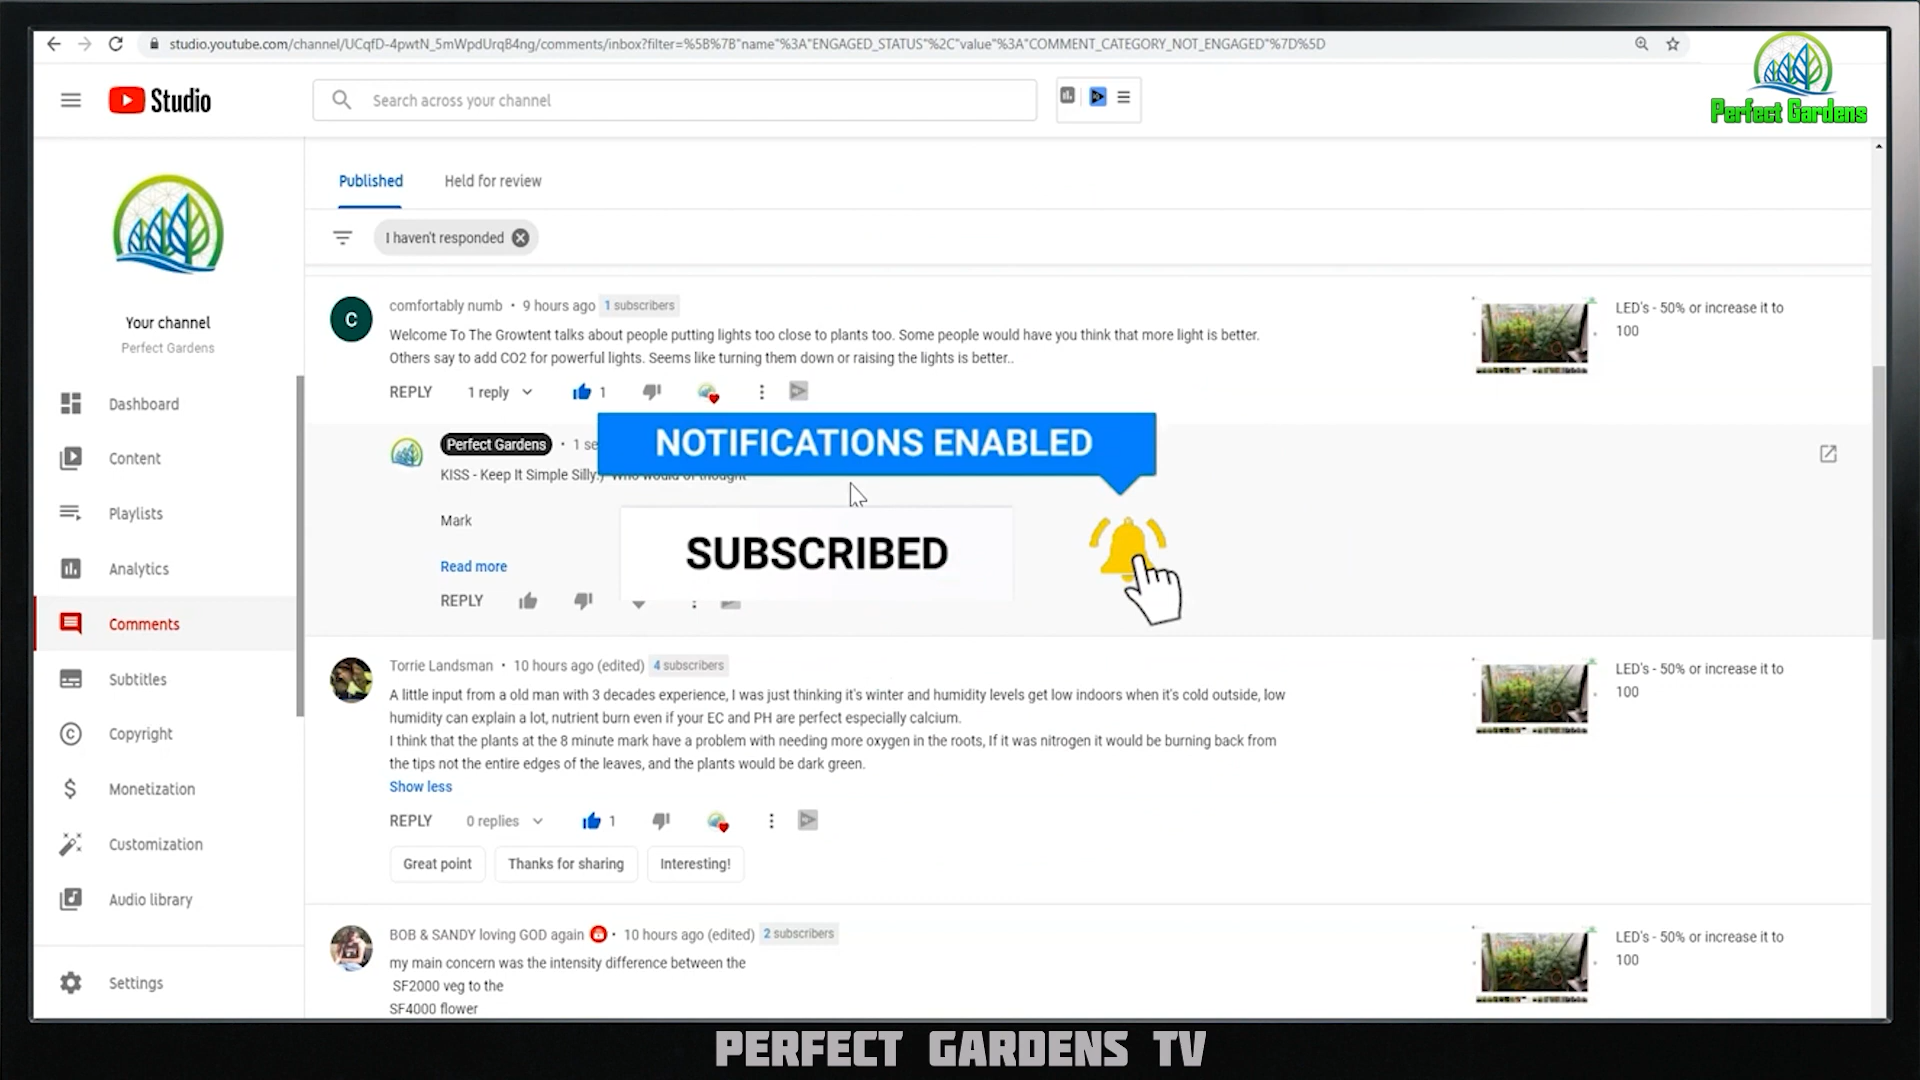 studio.youtube.com/channel/UCqfD-4pwtN_5mWpdUrqB4ng/comments/inbox?filter=%5B%7B"name"%3A"ENGAGED_STATUS"%2C"value"%3A"COMMENT_CATEGORY_NOT_ENGAGED"%7D%5D
Perfect Gardens
Studio
Search across your channel
Published
Held for review
I haven't responded
Your channel
Perfect Gardens
Dashboard
Content
Playlists
Analytics
Comments
Subtitles
Copyright
Monetization
Customization
Audio library
Settings
C
comfortably numb • 9 hours ago 1 subscribers
Welcome To The Growtent talks about people putting lights too close to plants too. Some people would have you think that more light is better.
Others say to add CO2 for powerful lights. Seems like turning them down or raising the lights is better..
REPLY 1 reply 1
LED's - 50% or increase it to
100
Perfect Gardens • 1 se
KISS - Keep It Simple Silly:) Who would of thought
Mark
Read more
REPLY
NOTIFICATIONS ENABLED
SUBSCRIBED
Torrie Landsman • 10 hours ago (edited) 4 subscribers
A little input from a old man with 3 decades experience, I was just thinking it's winter and humidity levels get low indoors when it's cold outside, low
humidity can explain a lot, nutrient burn even if your EC and PH are perfect especially calcium.
I think that the plants at the 8 minute mark have a problem with needing more oxygen in the roots, If it was nitrogen it would be burning back from
the tips not the entire edges of the leaves, and the plants would be dark green.
Show less
REPLY 0 replies 1
Great point Thanks for sharing Interesting!
LED's - 50% or increase it to
100
BOB & SANDY loving GOD again • 10 hours ago (edited) 2 subscribers
my main concern was the intensity difference between the
SF2000 veg to the
SF4000 flower
LED's - 50% or increase it to
100
PERFECT GARDENS TV